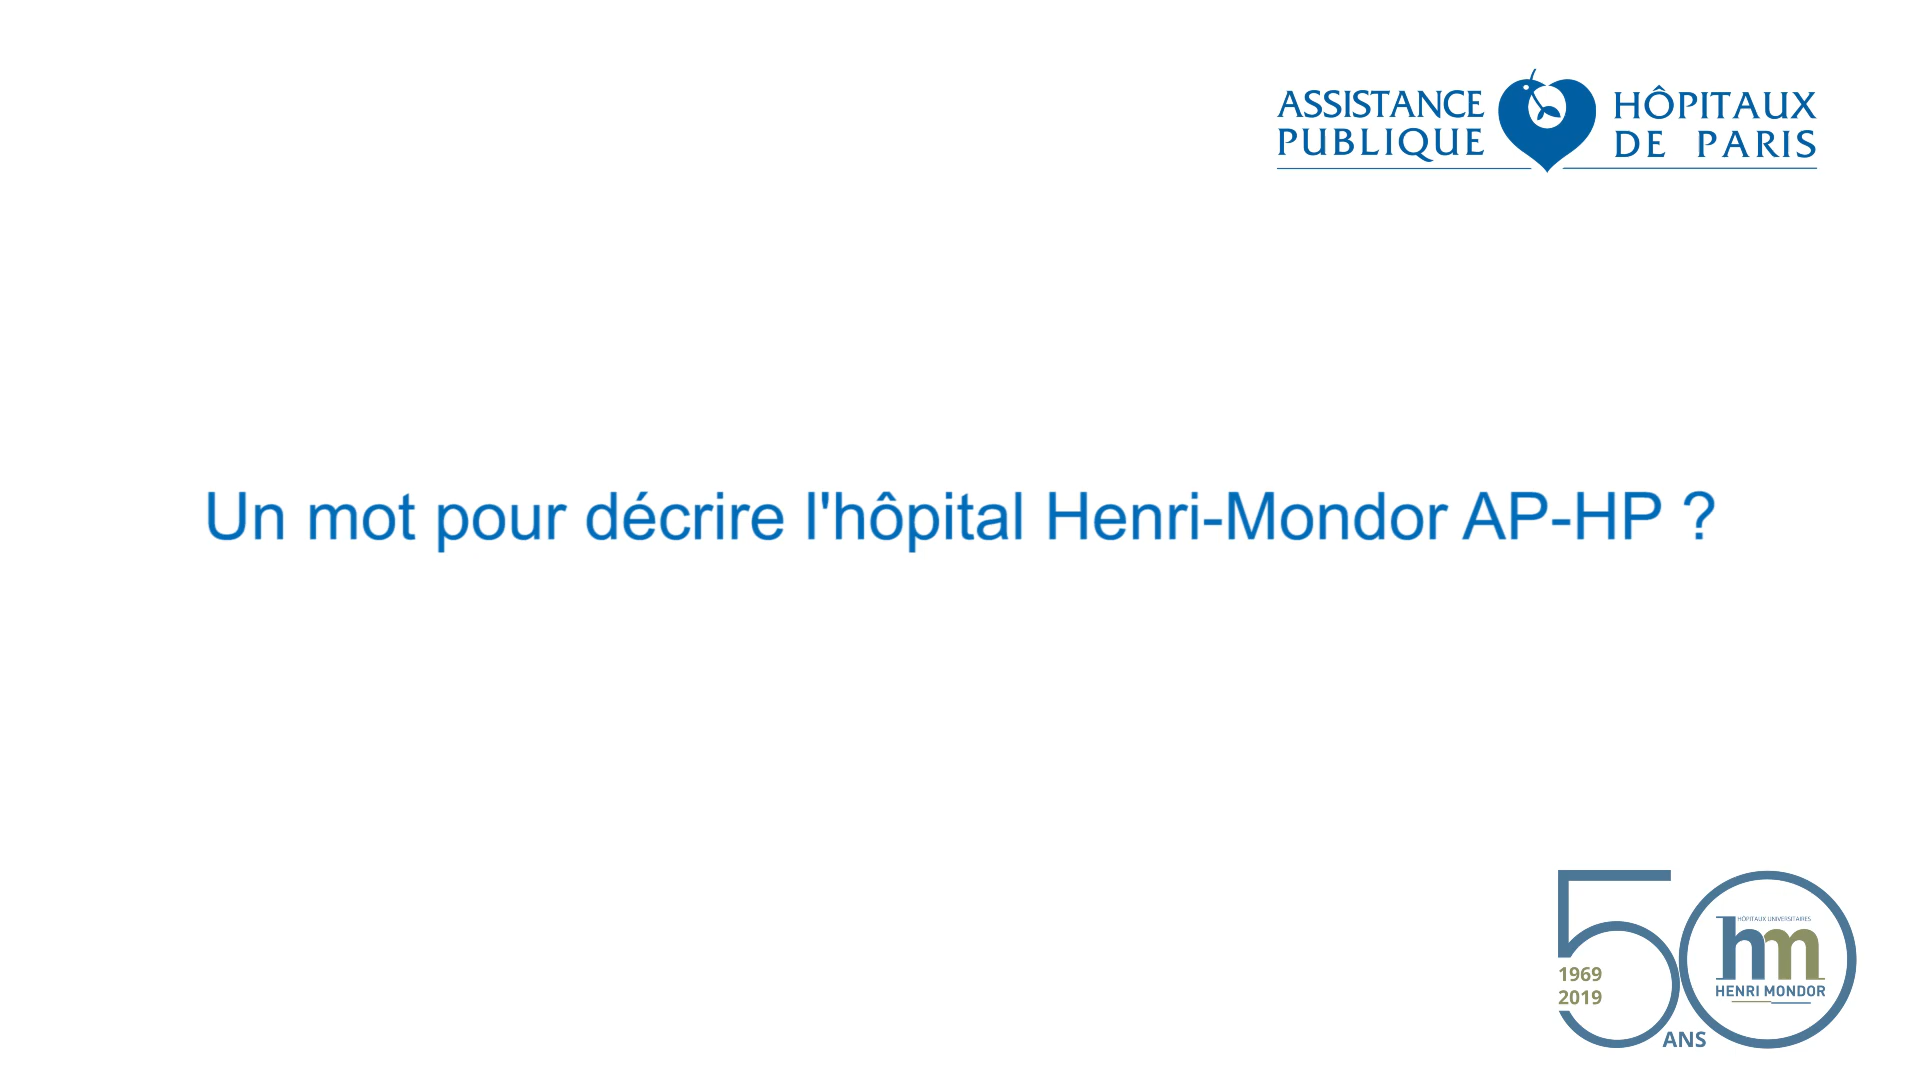 ASSISTANCE PUBLIQUE
HÔPITAUX DE PARIS
Un mot pour décrire l'hôpital Henri-Mondor AP-HP ?
50
1969
2019
ANS
HÔPITAUX UNIVERSITAIRES
hm
HENRI MONDOR